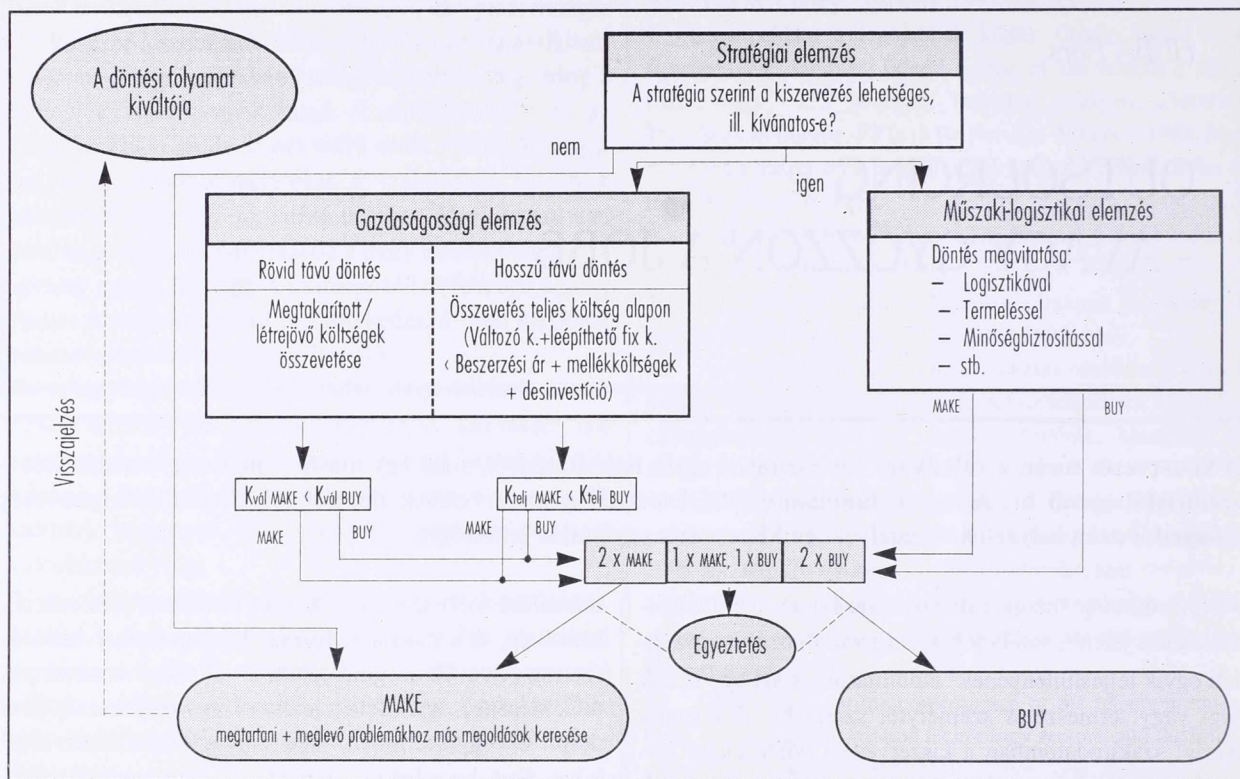 A döntési folyamat
kiváltója
Stratégiai elemzés
A stratégia szerint a kiszervezés lehetséges,
ill. kívánatos-e?
nem
igen
Gazdaságossági elemzés
Rövid távú döntés
Megtakarított/
létrejövő költségek
összevetése
Hosszú távú döntés
Összevetés teljes költség alapon
(Változó k.+leépíthető fix k.
‹ Beszerzési ár + mellékköltségek
+ desinvestíció)
Műszaki-logisztikai elemzés
Döntés megvitatása:
– Logisztikával
– Termeléssel
– Minőségbiztosítással
– stb.
MAKE
BUY
Visszajelzés
Kvál MAKE ‹ Kvál BUY
Ktelj MAKE ‹ Ktelj BUY
MAKE
BUY
MAKE
BUY
2 x MAKE
1 x MAKE, 1 x BUY
2 x BUY
Egyeztetés
MAKE
megtartani + meglevő problémákhoz más megoldások keresése
BUY